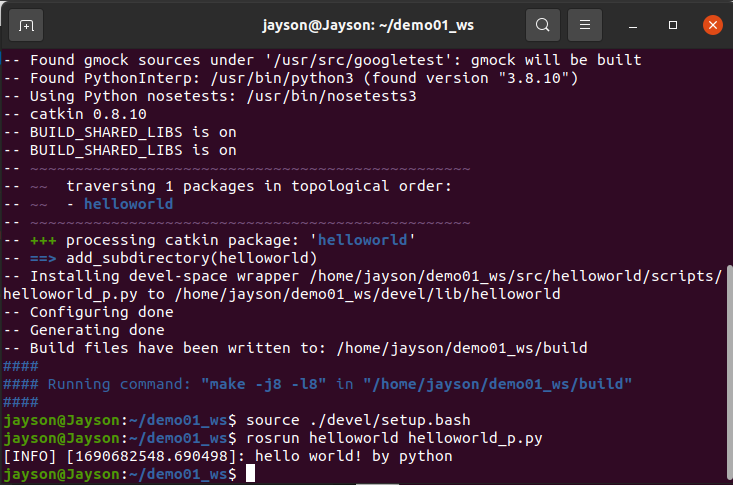 jayson@Jayson: ~/demo01_ws
-- Found gmock sources under '/usr/src/googletest': gmock will be built
-- Found PythonInterp: /usr/bin/python3 (found version "3.8.10")
-- Using Python nosetests: /usr/bin/nosetests3
-- catkin 0.8.10
-- BUILD_SHARED_LIBS is on
-- BUILD_SHARED_LIBS is on
-- ~~~~~~~~~~~~~~~~~~~~~~~~~~~~~~~~~~~~~~~~~~~~~~~~~
-- ~~  traversing 1 packages in topological order:
-- ~~  - helloworld
-- ~~~~~~~~~~~~~~~~~~~~~~~~~~~~~~~~~~~~~~~~~~~~~~~~~
-- +++ processing catkin package: 'helloworld'
-- ==> add_subdirectory(helloworld)
-- Installing devel-space wrapper /home/jayson/demo01_ws/src/helloworld/scripts/
helloworld_p.py to /home/jayson/demo01_ws/devel/lib/helloworld
-- Configuring done
-- Generating done
-- Build files have been written to: /home/jayson/demo01_ws/build
####
#### Running command: "make -j8 -l8" in "/home/jayson/demo01_ws/build"
####
jayson@Jayson:~/demo01_ws$ source ./devel/setup.bash
jayson@Jayson:~/demo01_ws$ rosrun helloworld helloworld_p.py
[INFO] [1690682548.690498]: hello world! by python
jayson@Jayson:~/demo01_ws$